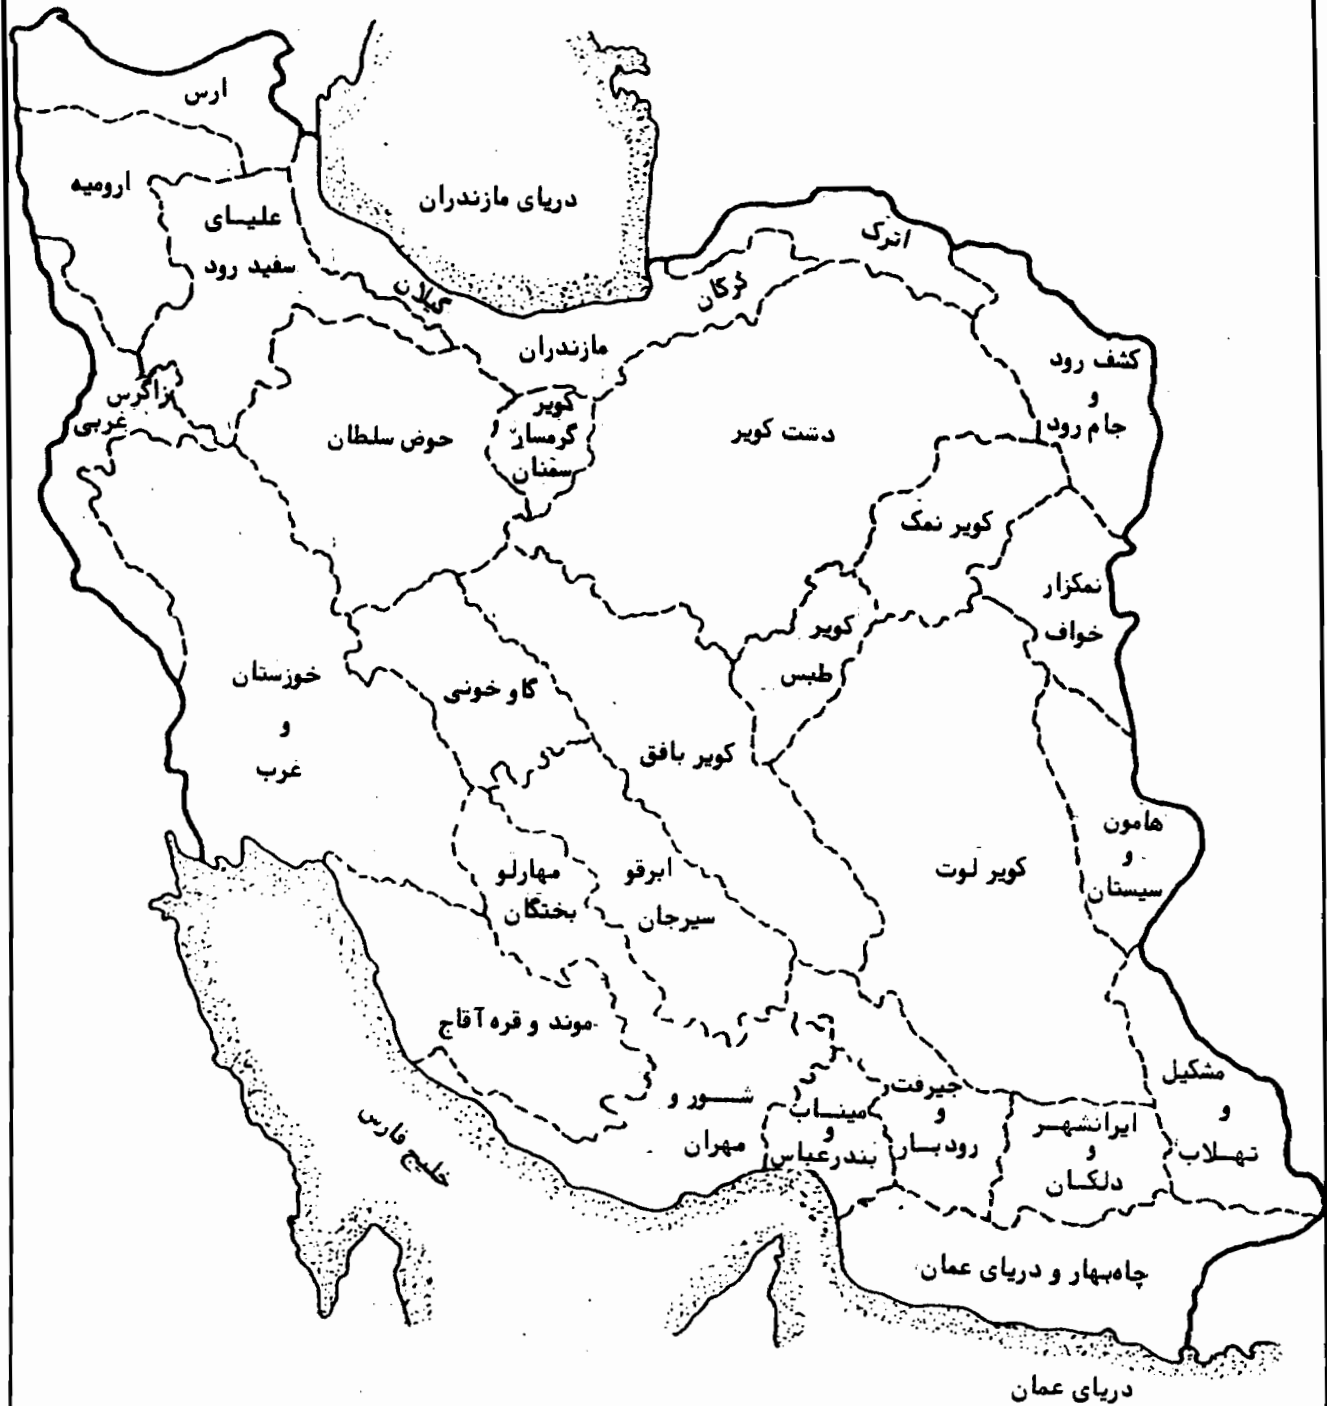 ارس
ارومیه
علیای
سفید رود
دریای مازندران
گیلان
اترک
گرگان
مازندران
کشف رود
و
جام رود
زاگرس
غربی
حوض سلطان
کویر
گرمسار
سمنان
دشت کویر
کویر نمک
نمکزار
خواف
کویر
طبس
خوزستان
و
غرب
گاو خونی
کویر بافق
هامون
و
سیستان
مهارلو
بختگان
ابرقو
سیرجان
کویر لوت
موند و قره آقاج
شور و
مهران
میناب
و
بندرعباس
جیرفت
و
رودبار
ایرانشهر
و
دلکان
مشکیل
و
تهلاب
خلیج فارس
چاه‌بهار و دریای عمان
دریای عمان